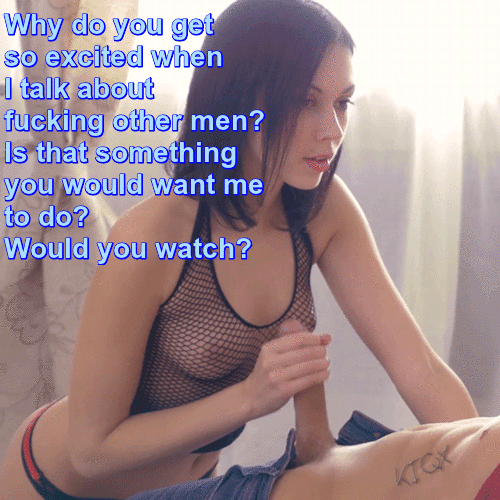 Why do you get
so excited when
I talk about
fucking other men?
Is that something
you would want me
to do?
Would you watch?
KTQX